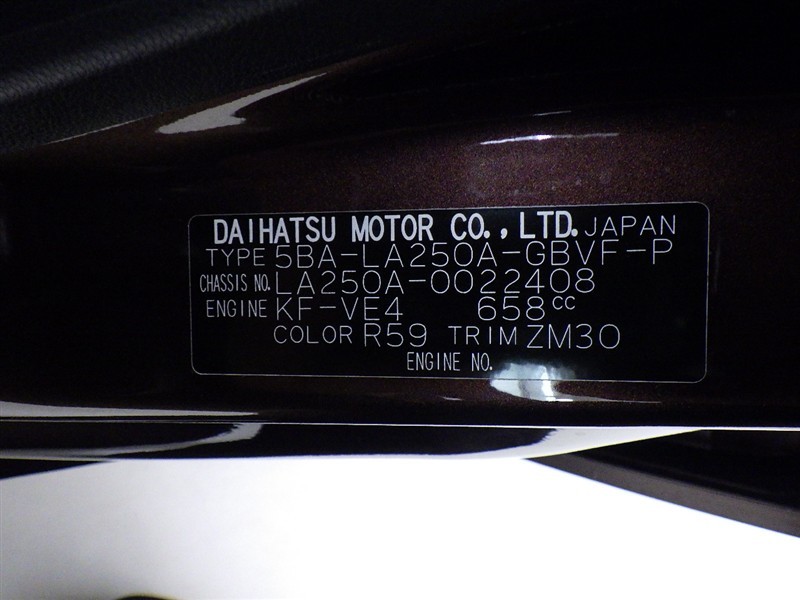 DAIHATSU MOTOR CO., LTD. JAPAN
TYPE 5BA-LA250A-GBVF-P
CHASSIS NO. LA250A-0022408
ENGINE KF-VE4 658cc
COLOR R59 TRIM ZM30
ENGINE NO.